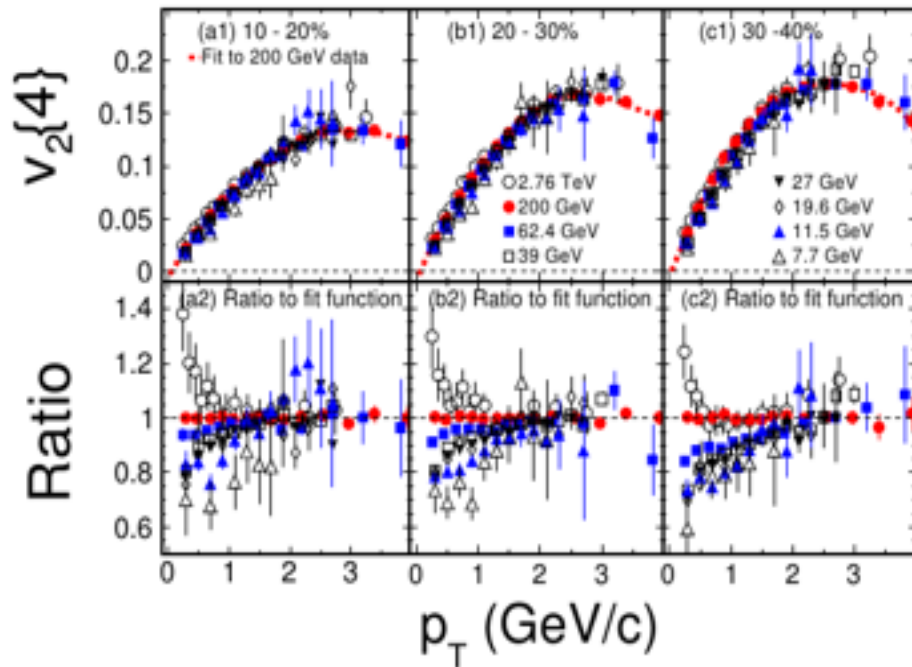 (a1) 10 - 20%
Fit to 200 GeV data
(b1) 20 - 30%
(c1) 30 -40%
v2{4}
0.2
0.15
0.1
0.05
0
2.76 TeV
200 GeV
62.4 GeV
39 GeV
27 GeV
19.6 GeV
11.5 GeV
7.7 GeV
(a2) Ratio to fit function
(b2) Ratio to fit function
(c2) Ratio to fit function
Ratio
1.4
1.2
1
0.8
0.6
0 1 2 3 0 1 2 3 0 1 2 3
pT (GeV/c)